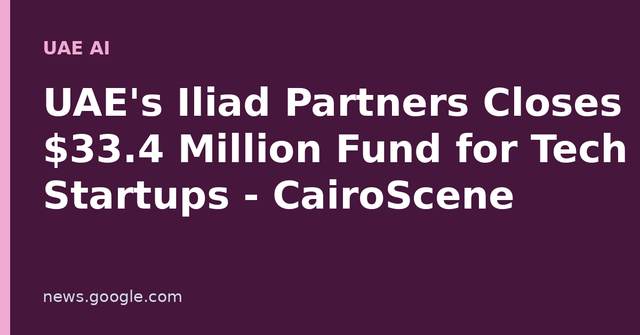 UAE AI
UAE's Iliad Partners Closes
$33.4 Million Fund for Tech
Startups - CairoScene
news.google.com